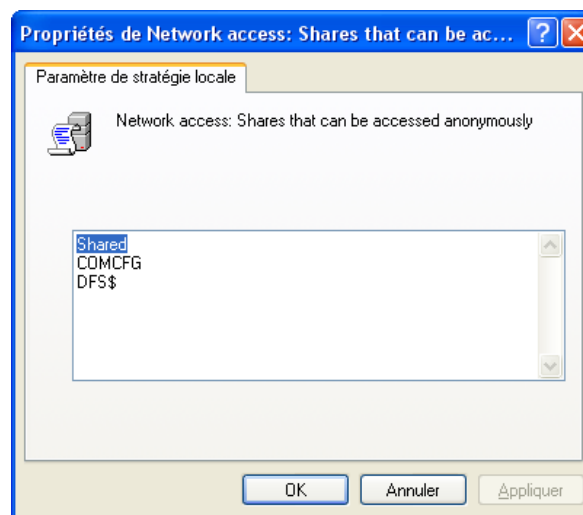 Propriétés de Network access: Shares that can be ac...
Paramètre de stratégie locale
Network access: Shares that can be accessed anonymously
Shared
COMCFG
DFS$
OK
Annuler
Appliquer